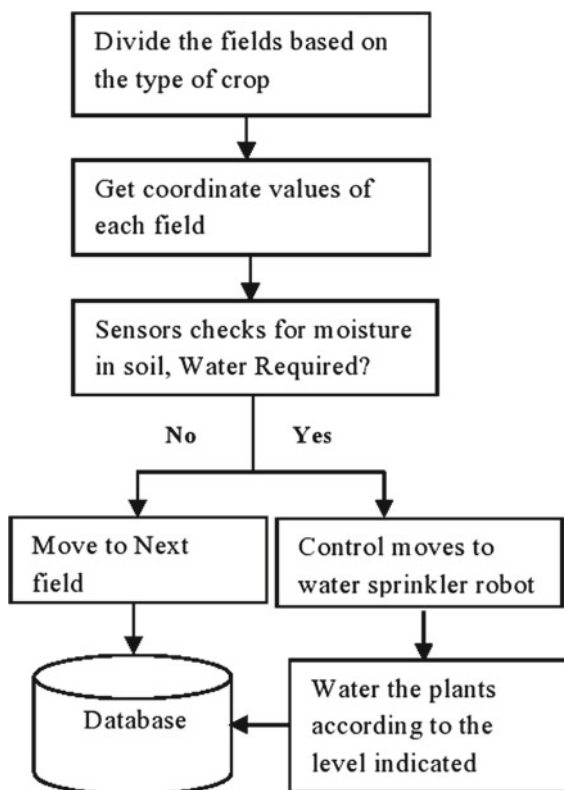 Divide the fields based on
the type of crop
Get coordinate values of
each field
Sensors checks for moisture
in soil, Water Required?
No
Yes
Move to Next
field
Control moves to
water sprinkler robot
Database
Water the plants
according to the
level indicated